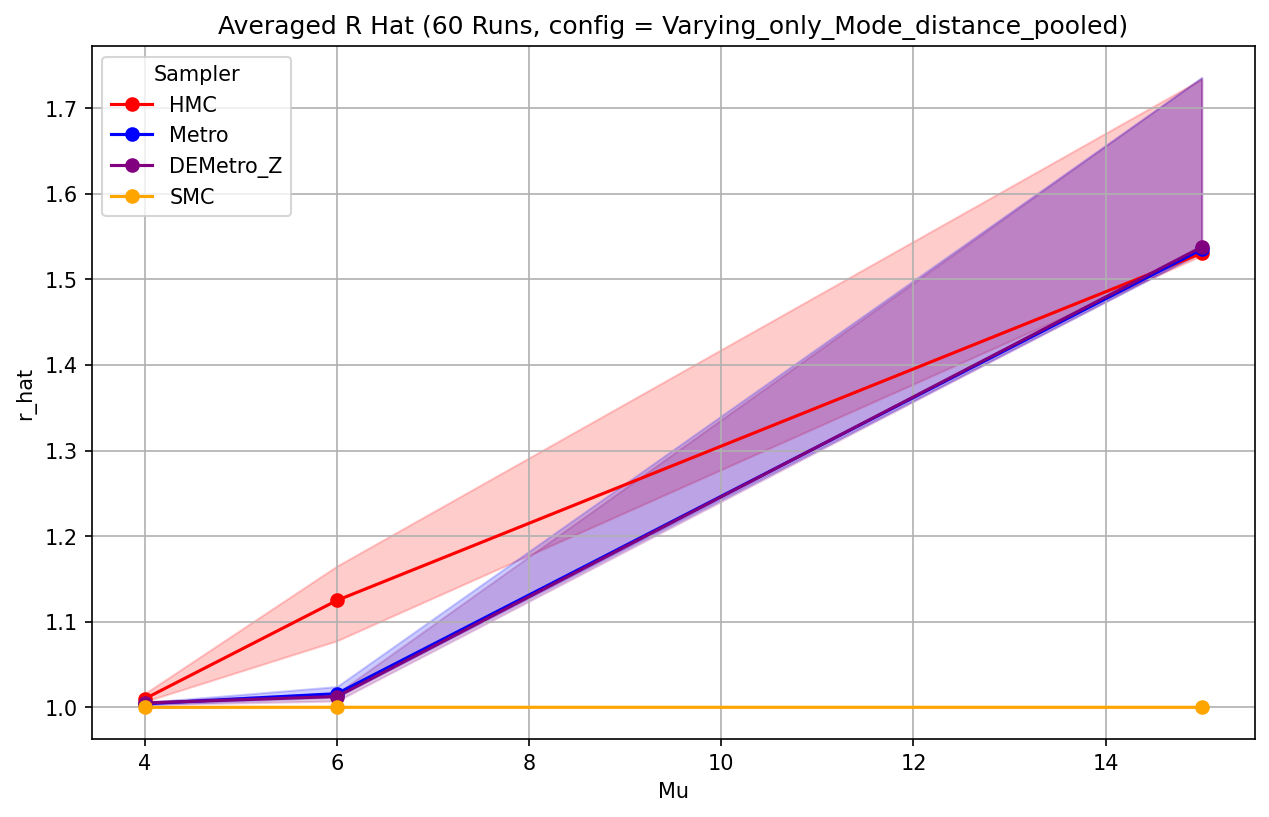 Averaged R Hat (60 Runs, config = Varying_only_Mode_distance_pooled)
Sampler
HMC
Metro
DEMetro_Z
SMC
r_hat
1.7
1.6
1.5
1.4
1.3
1.2
1.1
1.0
4 6 8 10 12 14
Mu